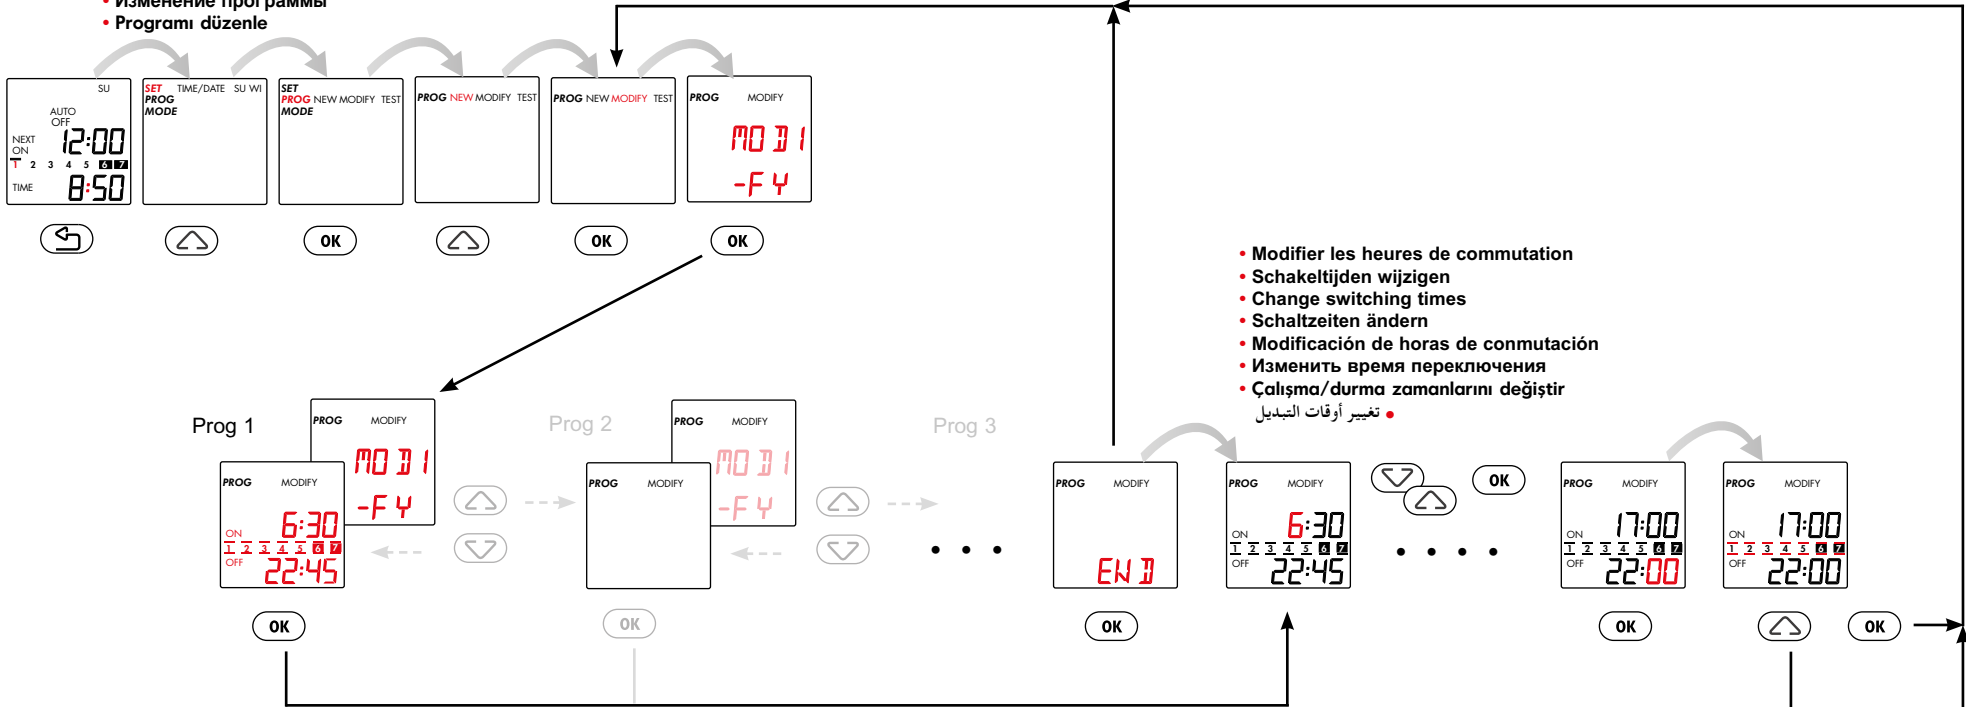 • Изменение программы
• Programı düzenle
SU
AUTO
OFF
NEXT
ON
12:00
1 2 3 4 5 6 7
TIME
8:50
SET TIME/DATE SU WI
PROG
MODE
SET
PROG NEW MODIFY TEST
MODE
PROG NEW MODIFY TEST
PROG NEW MODIFY TEST
PROG MODIFY
MODI
-FY
OK
OK
OK
• Modifier les heures de commutation
• Schakeltijden wijzigen
• Change switching times
• Schaltzeiten ändern
• Modificación de horas de conmutación
• Изменить время переключения
• Çalışma/durma zamanlarını değiştir
• تغيير أوقات التبديل
Prog 1
PROG MODIFY
MODI
-FY
PROG MODIFY
ON
6:30
1 2 3 4 5 6 7
OFF
22:45
OK
Prog 2
PROG MODIFY
MODI
-FY
PROG MODIFY
OK
Prog 3
• • •
PROG MODIFY
END
OK
PROG MODIFY
ON
6:30
1 2 3 4 5 6 7
OFF
22:45
OK
• • • •
PROG MODIFY
ON
17:00
1 2 3 4 5 6 7
OFF
22:00
OK
PROG MODIFY
ON
17:00
1 2 3 4 5 6 7
OFF
22:00
OK